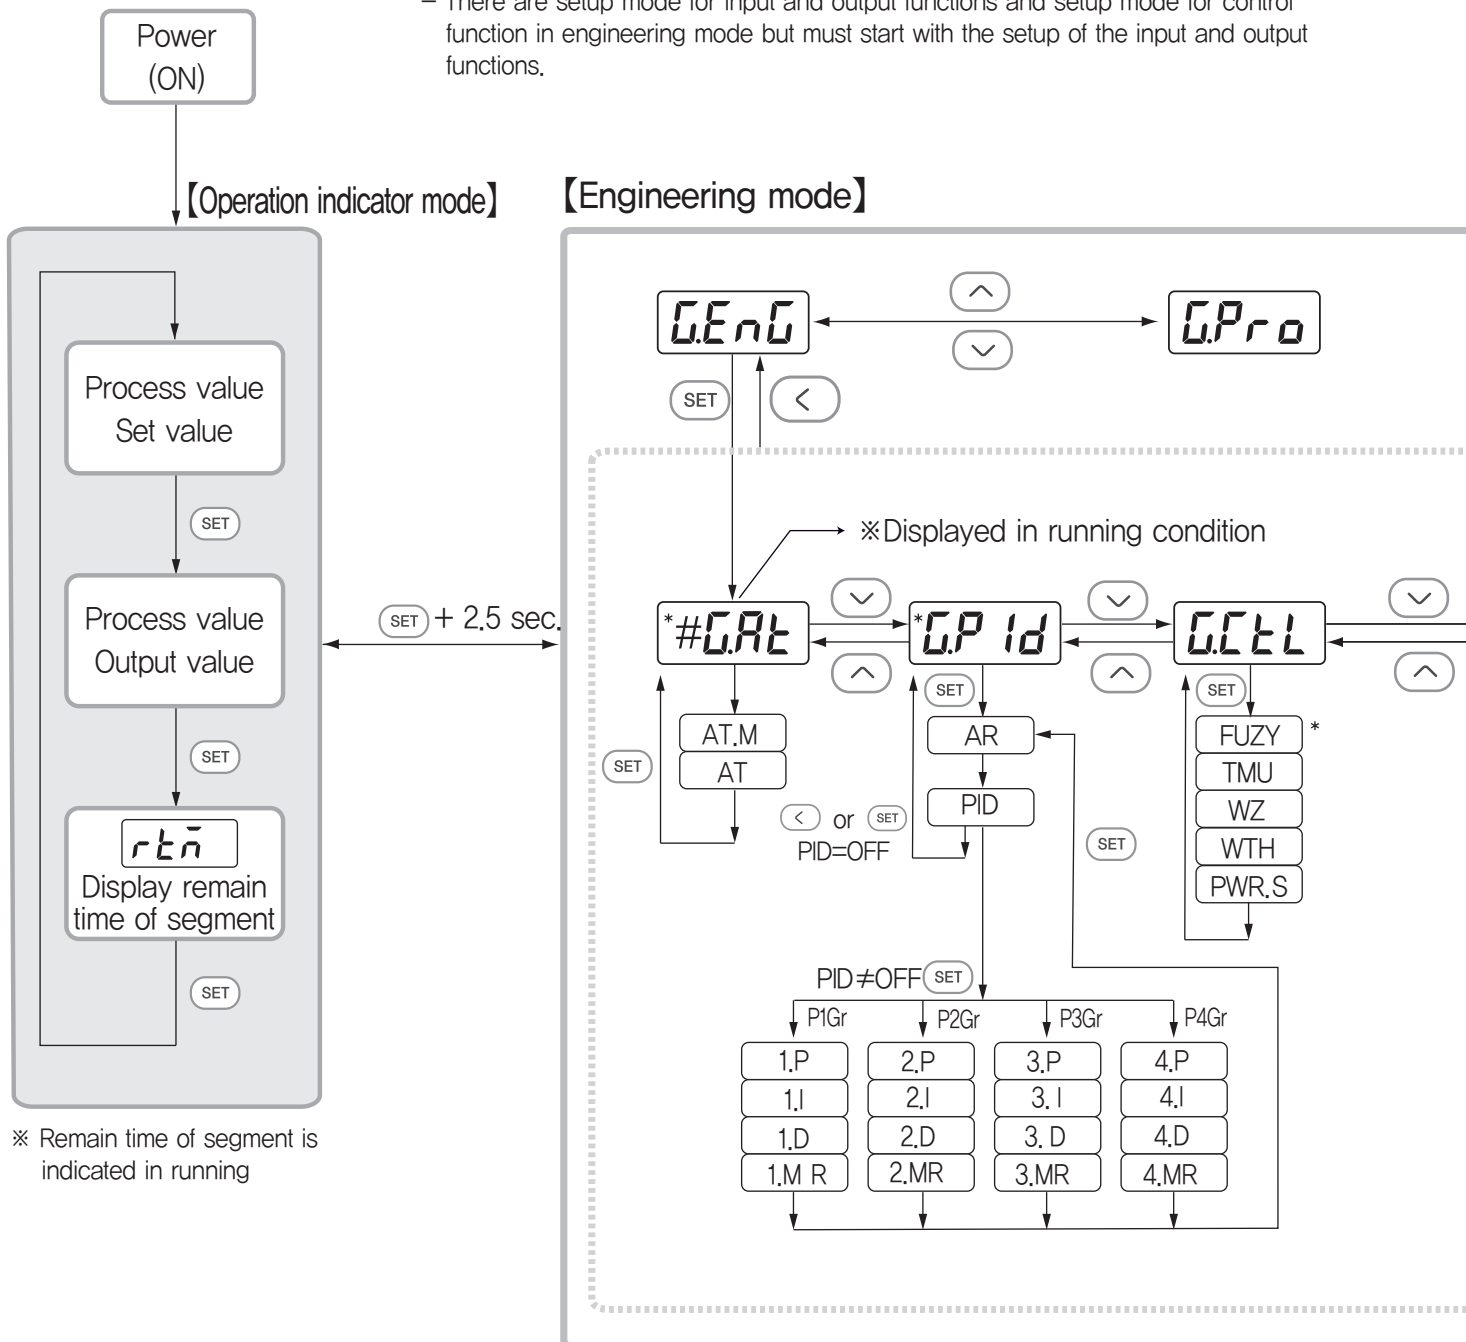 - There are setup mode for input and output functions and setup mode for control
function in engineering mode but must start with the setup of the input and output
functions.
Power
(ON)
【Operation indicator mode】
Process value
Set value
SET
Process value
Output value
SET
rtm
Display remain
time of segment
SET
※ Remain time of segment is
indicated in running
SET + 2.5 sec.
【Engineering mode】
G.EnG
G.Pro
SET
※Displayed in running condition
*#G.At
*G.PId
G.CtL
SET
AT.M
AT
SET
AR
PID
< or SET
PID=OFF
SET
SET
FUZY *
TMU
WZ
WTH
PWR.S
PID≠OFF SET
P1Gr
P2Gr
P3Gr
P4Gr
1.P
2.P
3.P
4.P
1.I
2.I
3. I
4.I
1.D
2.D
3. D
4.D
1.M R
2.MR
3.MR
4.MR